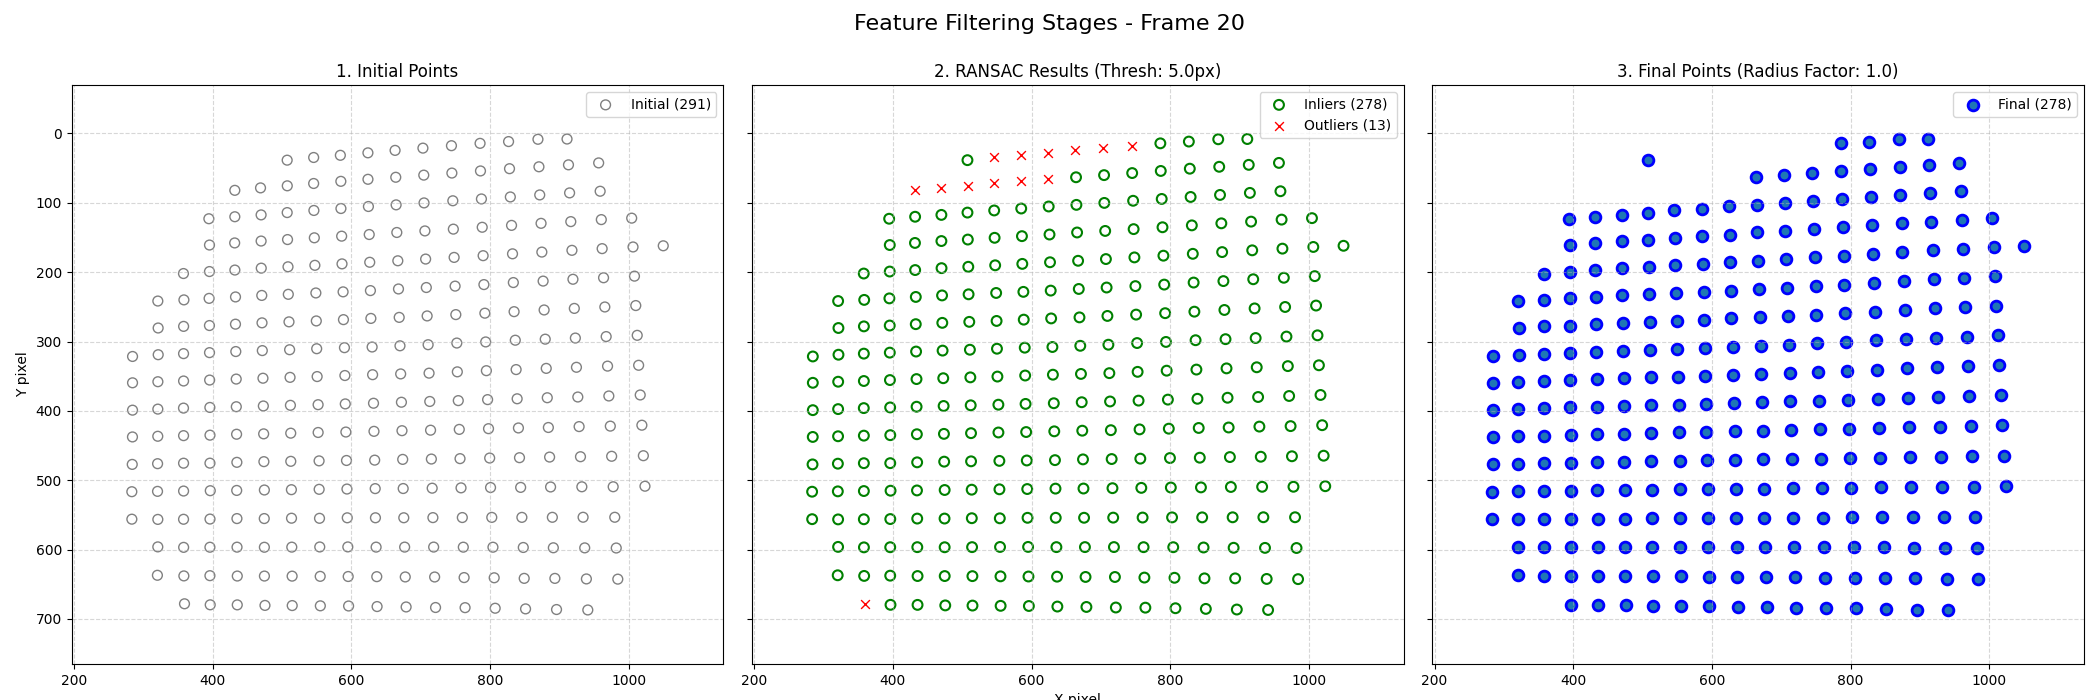 Feature Filtering Stages - Frame 20
1. Initial Points
Initial (291)
Y pixel
0
100
200
300
400
500
600
700
200
400
600
800
1000
2. RANSAC Results (Thresh: 5.0px)
Inliers (278)
Outliers (13)
200
400
600
800
1000
X pixel
3. Final Points (Radius Factor: 1.0)
Final (278)
200
400
600
800
1000